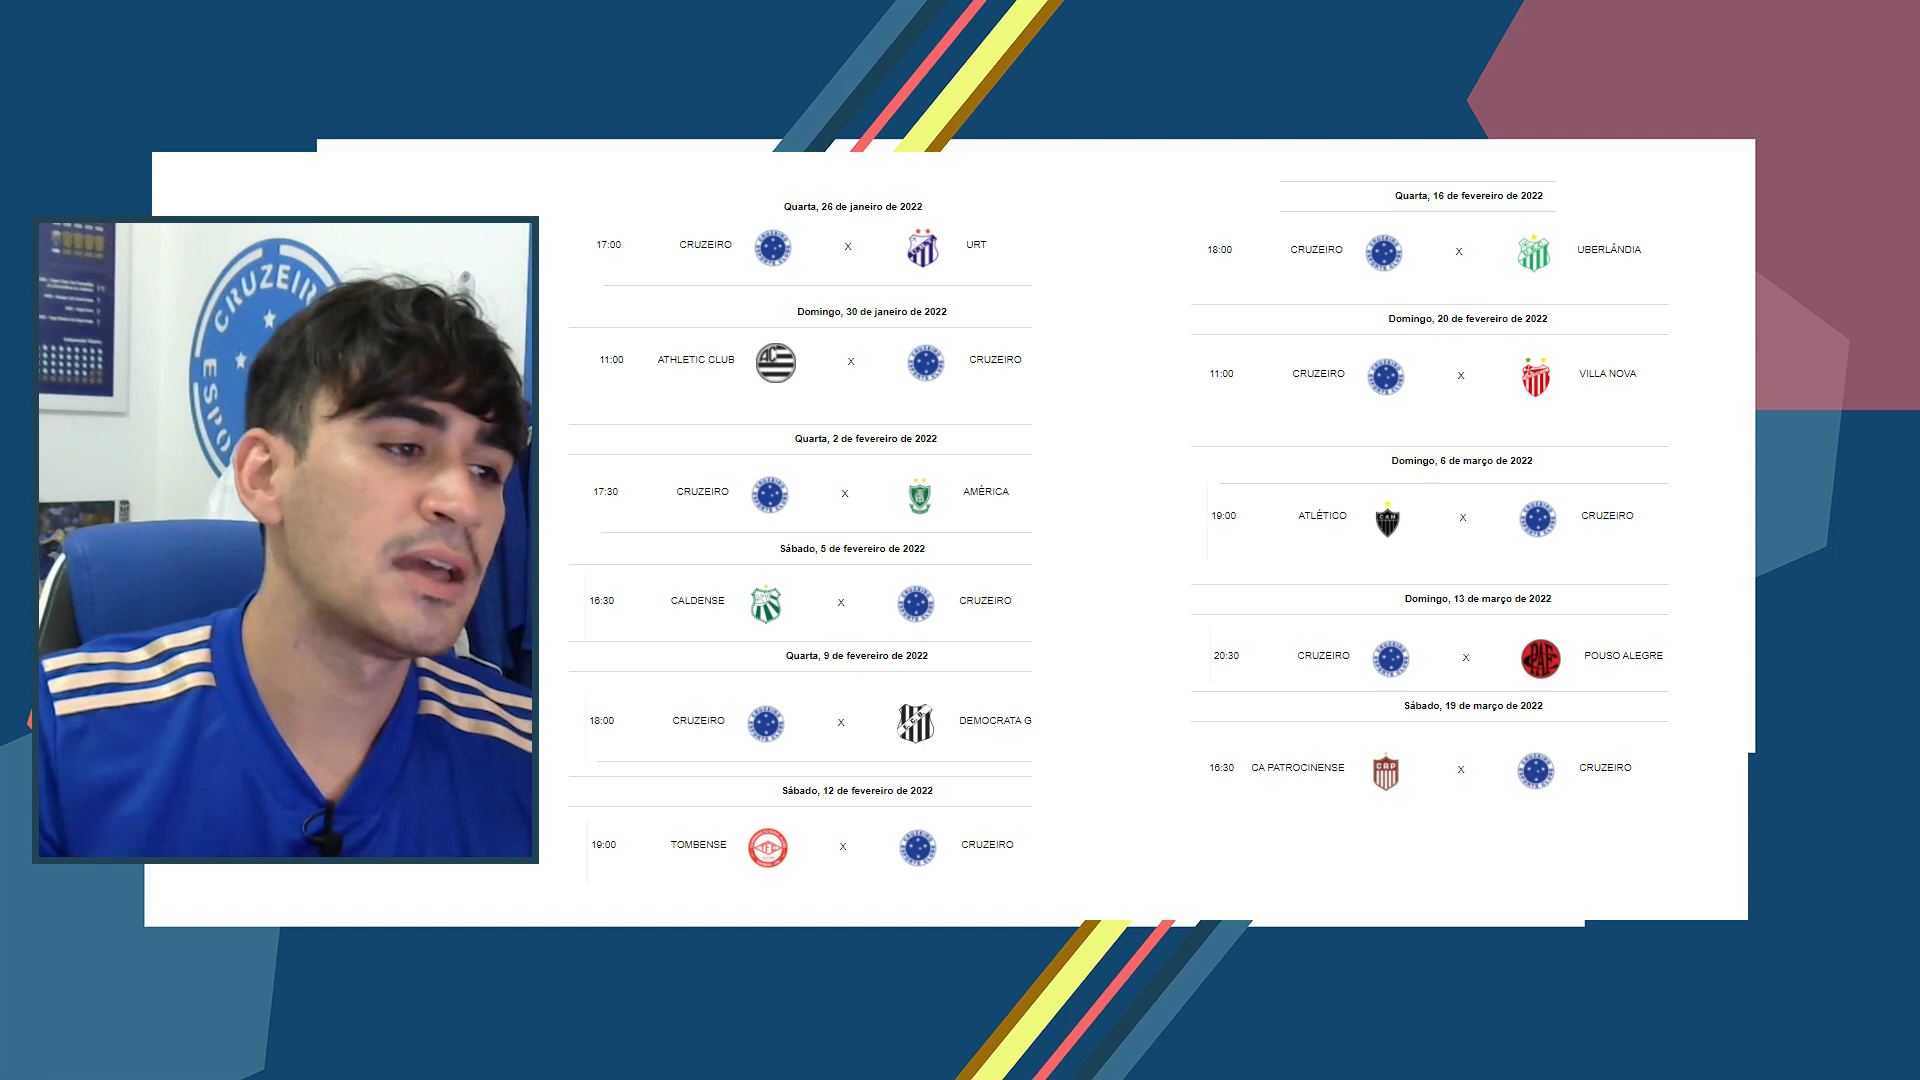 CRUZEIR
ESPO
Quarta, 26 de janeiro de 2022
17:00 CRUZEIRO X URT
Domingo, 30 de janeiro de 2022
11:00 ATHLETIC CLUB X CRUZEIRO
Quarta, 2 de fevereiro de 2022
17:30 CRUZEIRO X AMÉRICA
Sábado, 5 de fevereiro de 2022
16:30 CALDENSE X CRUZEIRO
Quarta, 9 de fevereiro de 2022
18:00 CRUZEIRO X DEMOCRATA G
Sábado, 12 de fevereiro de 2022
19:00 TOMBENSE X CRUZEIRO
Quarta, 16 de fevereiro de 2022
18:00 CRUZEIRO X UBERLÂNDIA
Domingo, 20 de fevereiro de 2022
11:00 CRUZEIRO X VILLA NOVA
Domingo, 6 de março de 2022
19:00 ATLÉTICO CAM X CRUZEIRO
Domingo, 13 de março de 2022
20:30 CRUZEIRO X POUSO ALEGRE
Sábado, 19 de março de 2022
16:30 CA PATROCINENSE CAP X CRUZEIRO